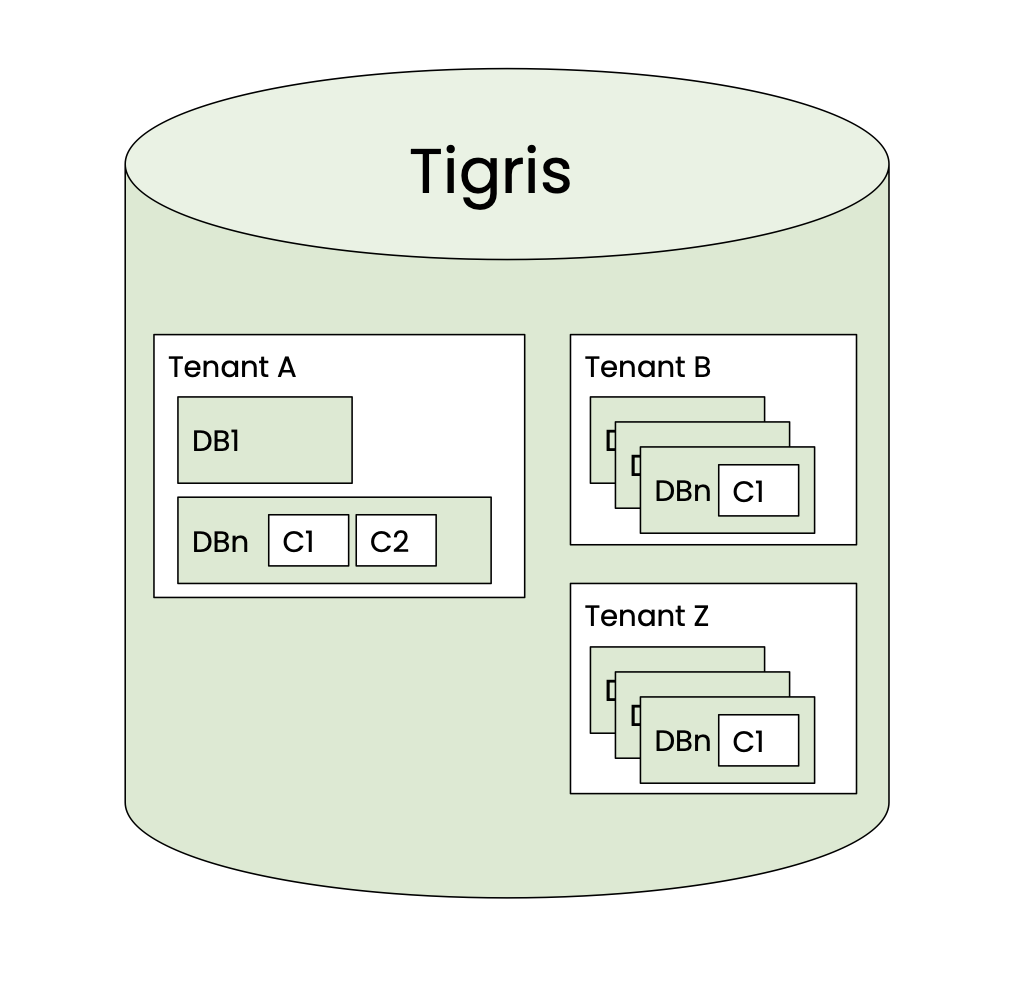 Tigris
Tenant A
DB1
DBn C1 C2
Tenant B
DBn C1
Tenant Z
DBn C1